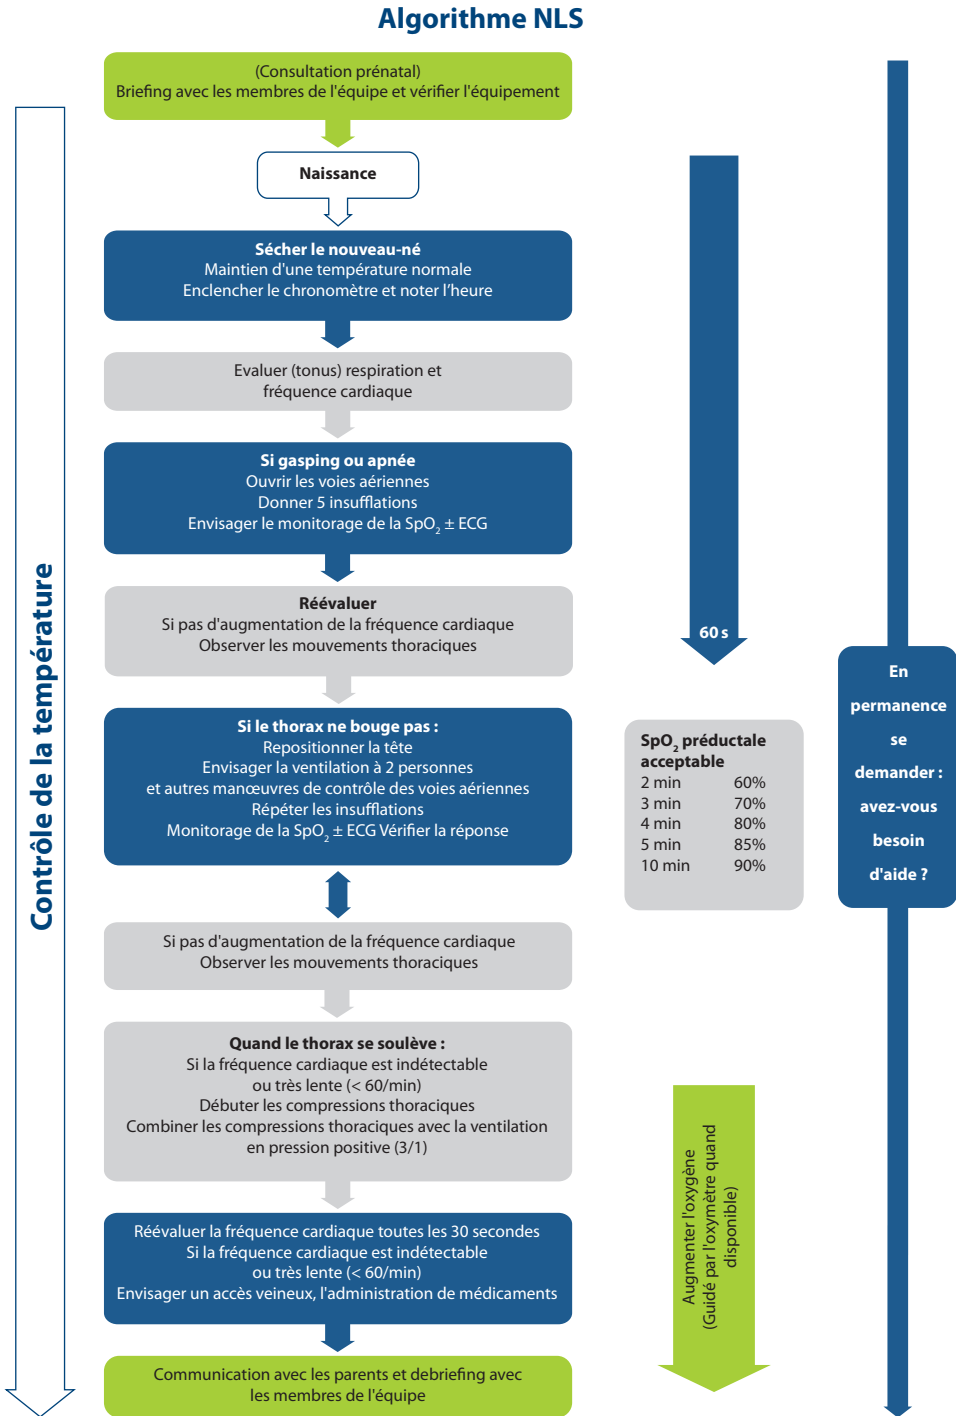 Algorithme NLS
(Consultation prénatal)
Briefing avec les membres de l'équipe et vérifier l'équipement
Naissance
Sécher le nouveau-né
Maintien d'une température normale
Enclencher le chronomètre et noter l'heure
Evaluer (tonus) respiration et
fréquence cardiaque
Si gasping ou apnée
Ouvrir les voies aériennes
Donner 5 insufflations
Envisager le monitorage de la SpO₂ ± ECG
Réévaluer
Si pas d'augmentation de la fréquence cardiaque
Observer les mouvements thoraciques
Si le thorax ne bouge pas :
Repositionner la tête
Envisager la ventilation à 2 personnes
et autres manœuvres de contrôle des voies aériennes
Répéter les insufflations
Monitorage de la SpO₂ ± ECG Vérifier la réponse
Si pas d'augmentation de la fréquence cardiaque
Observer les mouvements thoraciques
Quand le thorax se soulève :
Si la fréquence cardiaque est indétectable
ou très lente (< 60/min)
Débuter les compressions thoraciques
Combiner les compressions thoraciques avec la ventilation
en pression positive (3/1)
Réévaluer la fréquence cardiaque toutes les 30 secondes
Si la fréquence cardiaque est indétectable
ou très lente (< 60/min)
Envisager un accès veineux, l'administration de médicaments
Communication avec les parents et debriefing avec
les membres de l'équipe
Contrôle de la température
60 s
SpO₂ préductale
acceptable
2 min 60%
3 min 70%
4 min 80%
5 min 85%
10 min 90%
Augmenter l'oxygène
(Guidé par l'oxymètre quand
disponible)
En
permanence
se
demander :
avez-vous
besoin
d'aide ?